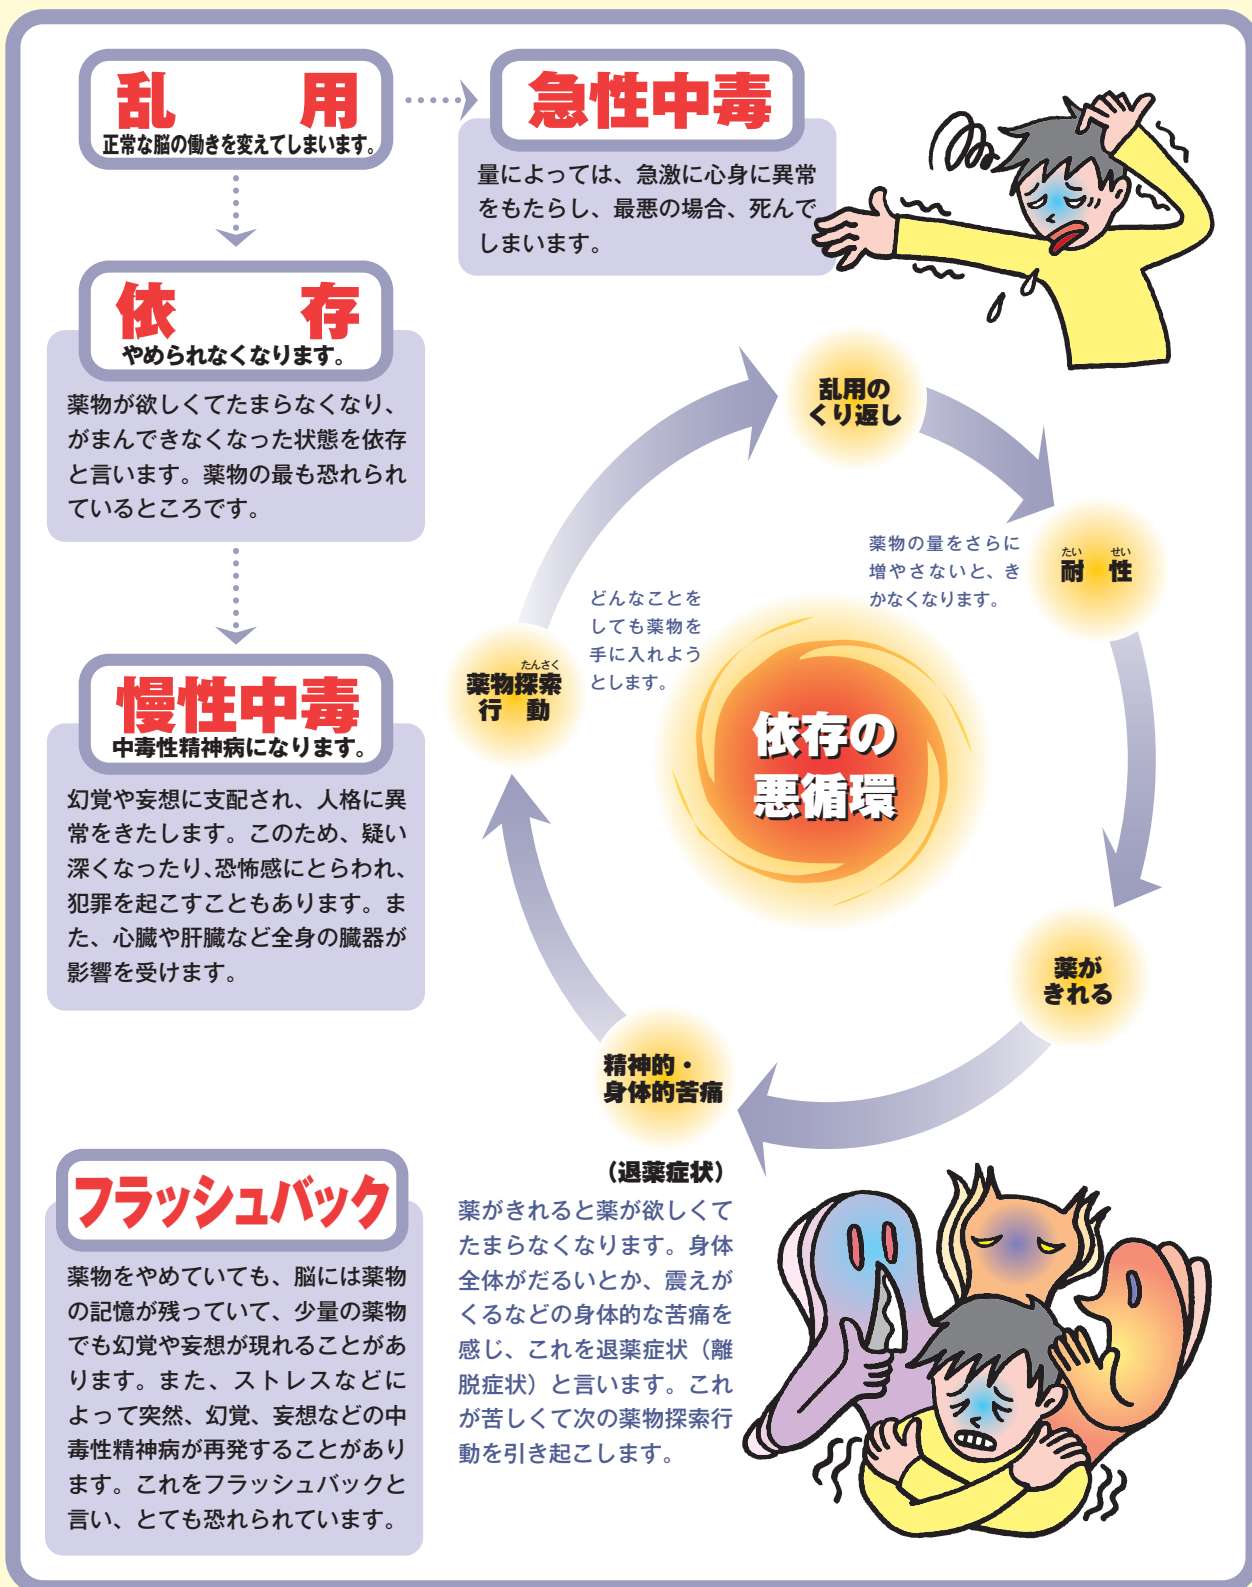 乱用
正常な脳の働きを変えてしまいます。
急性中毒
量によっては、急激に心身に異常
をもたらし、最悪の場合、死んで
しまいます。
依存
やめられなくなります。
薬物が欲しくてたまらなくなり、
がまんできなくなった状態を依存
と言います。薬物の最も恐れられ
ているところです。
慢性中毒
中毒性精神病になります。
幻覚や妄想に支配され、人格に異
常をきたします。このため、疑い
深くなったり、恐怖感にとらわれ、
犯罪を起こすこともあります。ま
た、心臓や肝臓など全身の臓器が
影響を受けます。
フラッシュバック
薬物をやめていても、脳には薬物
の記憶が残っていて、少量の薬物
でも幻覚や妄想が現れることがあ
ります。また、ストレスなどに
よって突然、幻覚、妄想などの中
毒性精神病が再発することがあり
ます。これをフラッシュバックと
言い、とても恐れられています。
依存の
悪循環
乱用の
くり返し
たい せい
耐性
薬物の量をさらに
増やさないと、き
かなくなります。
薬が
きれる
精神的・
身体的苦痛
（退薬症状）
薬がきれると薬が欲しくて
たまらなくなります。身体
全体がだるいとか、震えが
くるなどの身体的な苦痛を
感じ、これを退薬症状（離
脱症状）と言います。これ
が苦しくて次の薬物探索行
動を引き起こします。
たんさく
薬物探索
行動
どんなことを
しても薬物を
手に入れよう
とします。